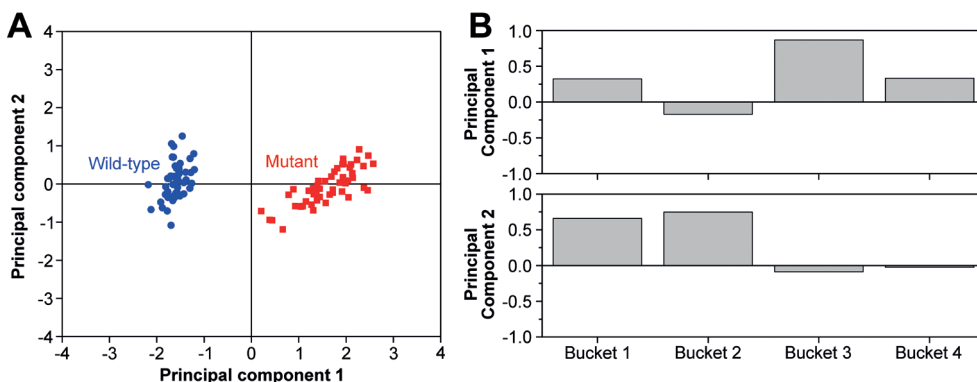 A
4
3
2
1
0
-1
-2
-3
-4
Principal component 2
Wild-type
Mutant
-4
-3
-2
-1
0
1
2
3
4
Principal component 1
B
1.0
0.5
0.0
-0.5
-1.0
Principal
Component 1
1.0
0.5
0.0
-0.5
-1.0
Principal
Component 2
Bucket 1
Bucket 2
Bucket 3
Bucket 4